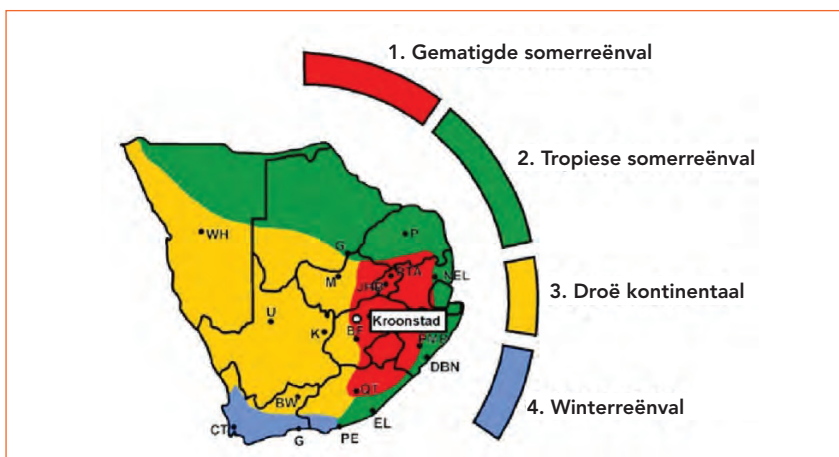 1. Gematigde somerreënval
2. Tropiese somerreënval
3. Droë kontinentaal
4. Winterreënval
WH
P
G
PTA
NEL
M
JHB
U
Kroonstad
K
BF
PMB
DBN
QT
BW
EL
CT
G
PE